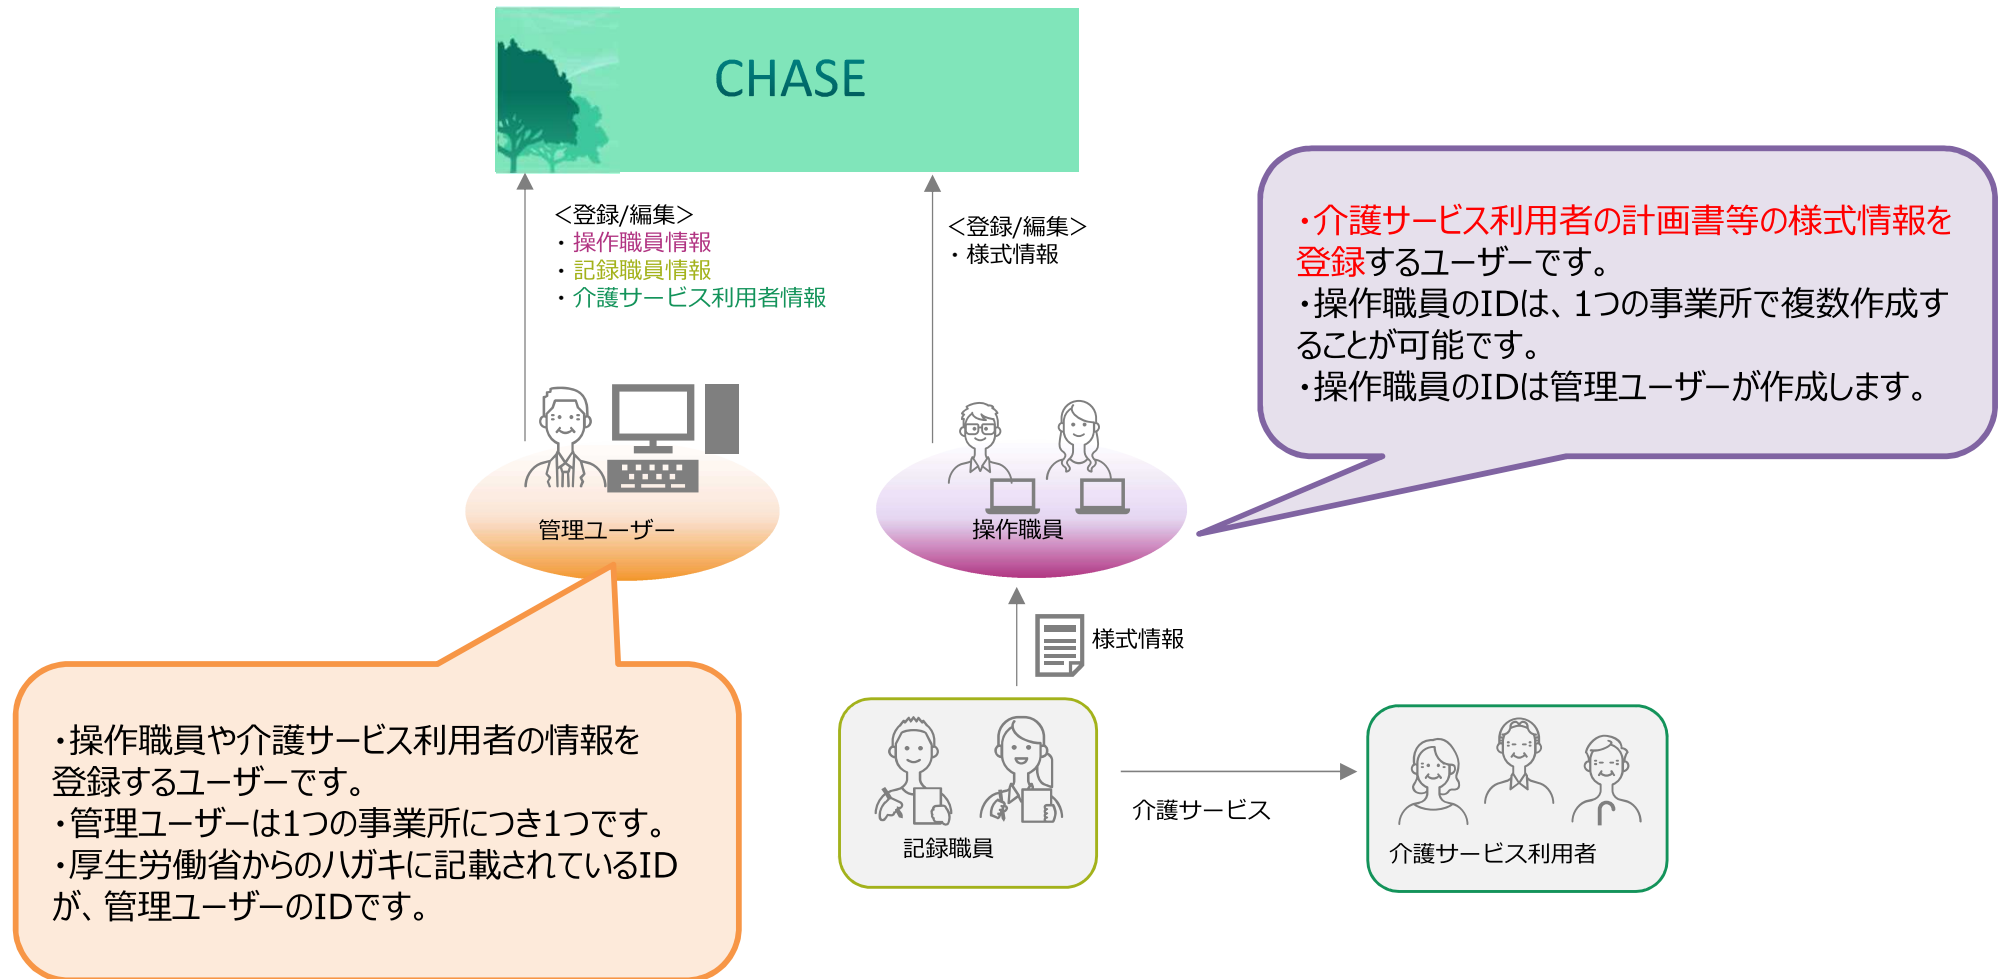 CHASE
＜登録/編集＞
・操作職員情報
・記録職員情報
・介護サービス利用者情報
＜登録/編集＞
・様式情報
・介護サービス利用者の計画書等の様式情報を
登録するユーザーです。
・操作職員のIDは、1つの事業所で複数作成す
ることが可能です。
・操作職員のIDは管理ユーザーが作成します。
管理ユーザー
操作職員
様式情報
・操作職員や介護サービス利用者の情報を
登録するユーザーです。
・管理ユーザーは1つの事業所につき1つです。
・厚生労働省からのハガキに記載されているID
が、管理ユーザーのIDです。
記録職員
介護サービス
介護サービス利用者